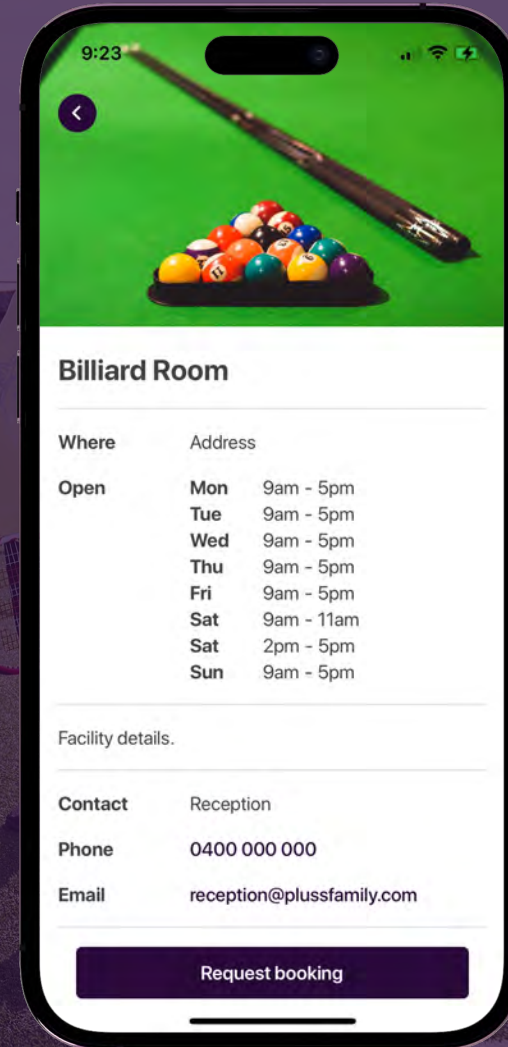 9:23
Billiard Room
Where Address
Open Mon 9am - 5pm
Tue 9am - 5pm
Wed 9am - 5pm
Thu 9am - 5pm
Fri 9am - 5pm
Sat 9am - 11am
Sat 2pm - 5pm
Sun 9am - 5pm
Facility details.
Contact Reception
Phone 0400 000 000
Email reception@plussfamily.com
Request booking